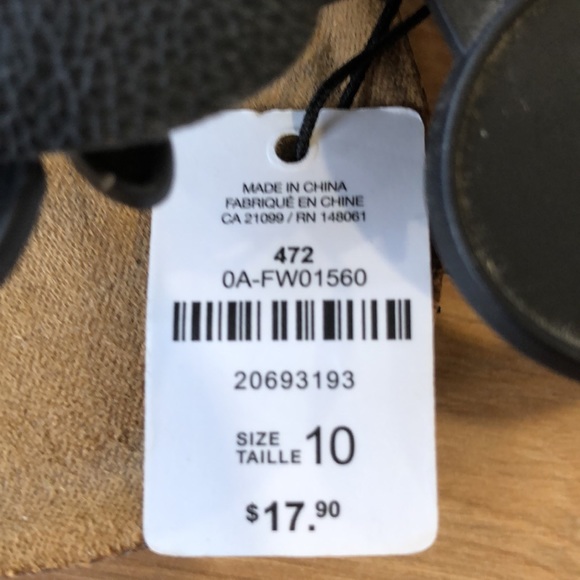 MADE IN CHINA
FABRIQUÉ EN CHINE
CA 21099 / RN 148061
472
0A-FW01560
20693193
SIZE
TAILLE 10
$17.90